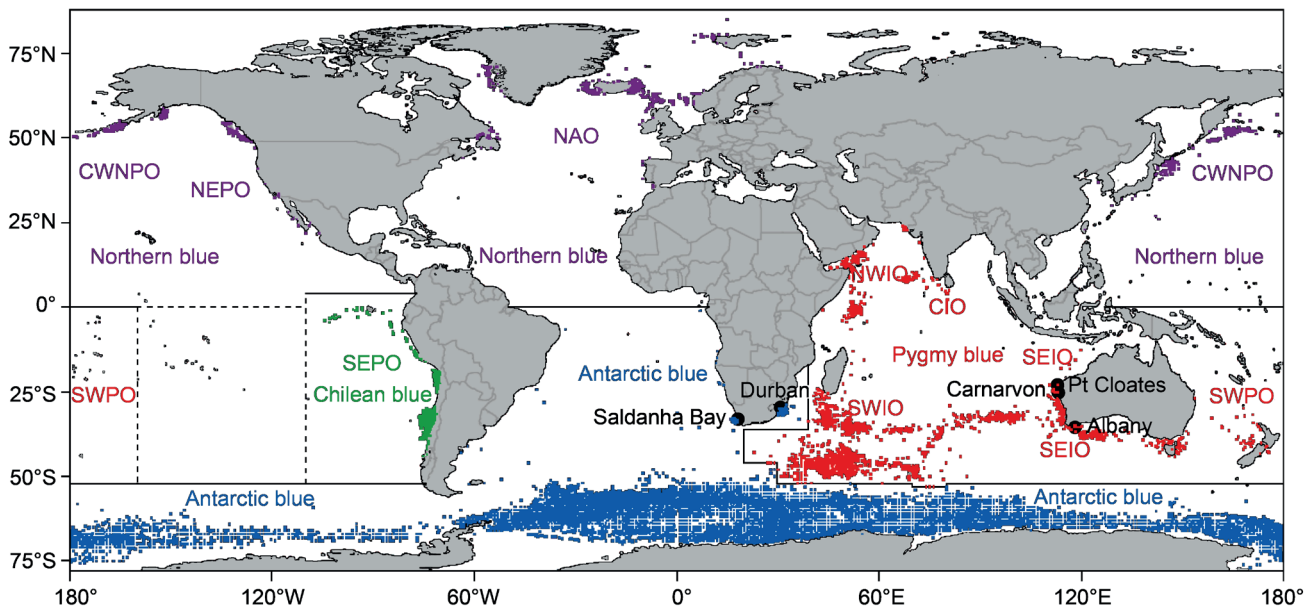 75°N
50°N
25°N
0°
25°S
50°S
75°S
180°
120°W
60°W
0°
60°E
120°E
180°
NAO
CWNPO
NEPO
CWNPO
Northern blue
Northern blue
Northern blue
NWIO
CIO
SEPO
Chilean blue
SWPO
Antarctic blue
Pygmy blue
SEIO
Durban
Carnarvon
Pt Cloates
SWPO
Saldanha Bay
SWIO
Albany
SEIO
Antarctic blue
Antarctic blue